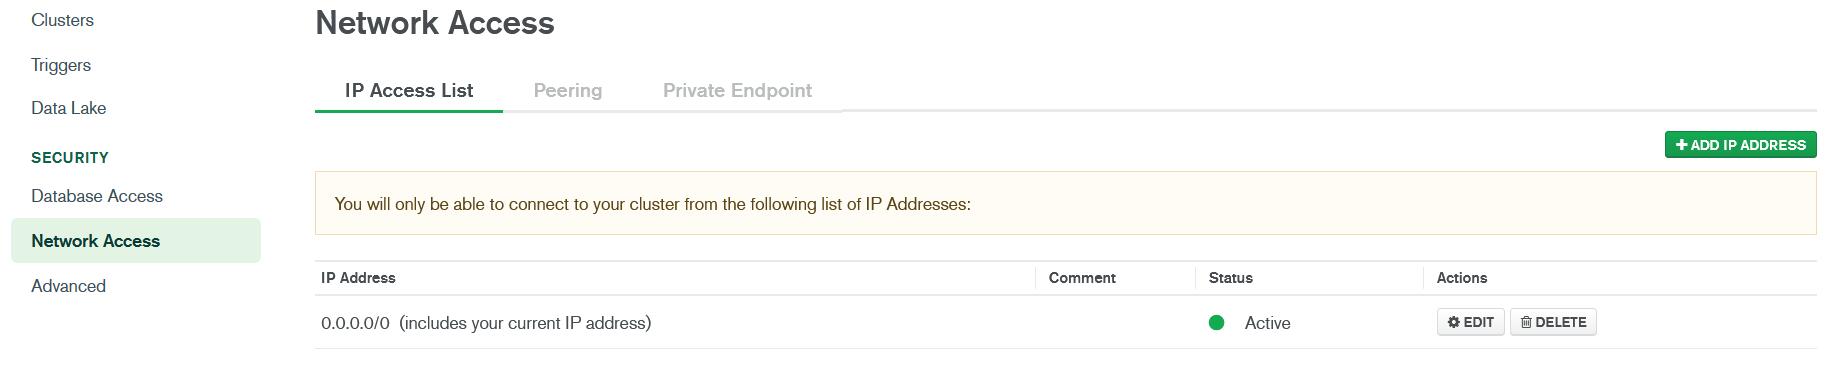 Clusters
Triggers
Data Lake
SECURITY
Database Access
Network Access
Advanced
Network Access
IP Access List
Peering
Private Endpoint
ADD IP ADDRESS
You will only be able to connect to your cluster from the following list of IP Addresses:
IP Address Comment Status Actions
0.0.0.0/0 (includes your current IP address) Active EDIT DELETE